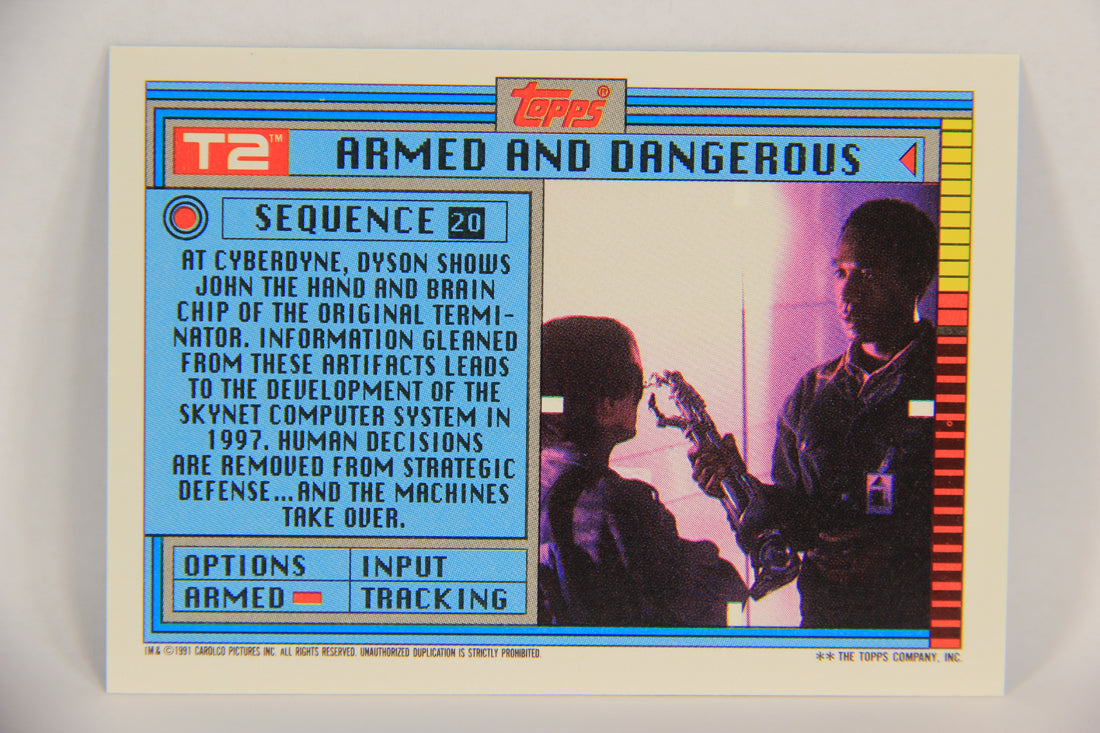 Topps®
T2™ ARMED AND DANGEROUS
SEQUENCE 20
AT CYBERDYNE, DYSON SHOWS
JOHN THE HAND AND BRAIN
CHIP OF THE ORIGINAL TERMI-
NATOR. INFORMATION GLEANED
FROM THESE ARTIFACTS LEADS
TO THE DEVELOPMENT OF THE
SKYNET COMPUTER SYSTEM IN
1997. HUMAN DECISIONS
ARE REMOVED FROM STRATEGIC
DEFENSE...AND THE MACHINES
TAKE OVER.
OPTIONS INPUT
ARMED TRACKING
TM & ©1991 CAROLCO PICTURES INC. ALL RIGHTS RESERVED. UNAUTHORIZED DUPLICATION IS STRICTLY PROHIBITED.
** THE TOPPS COMPANY, INC.